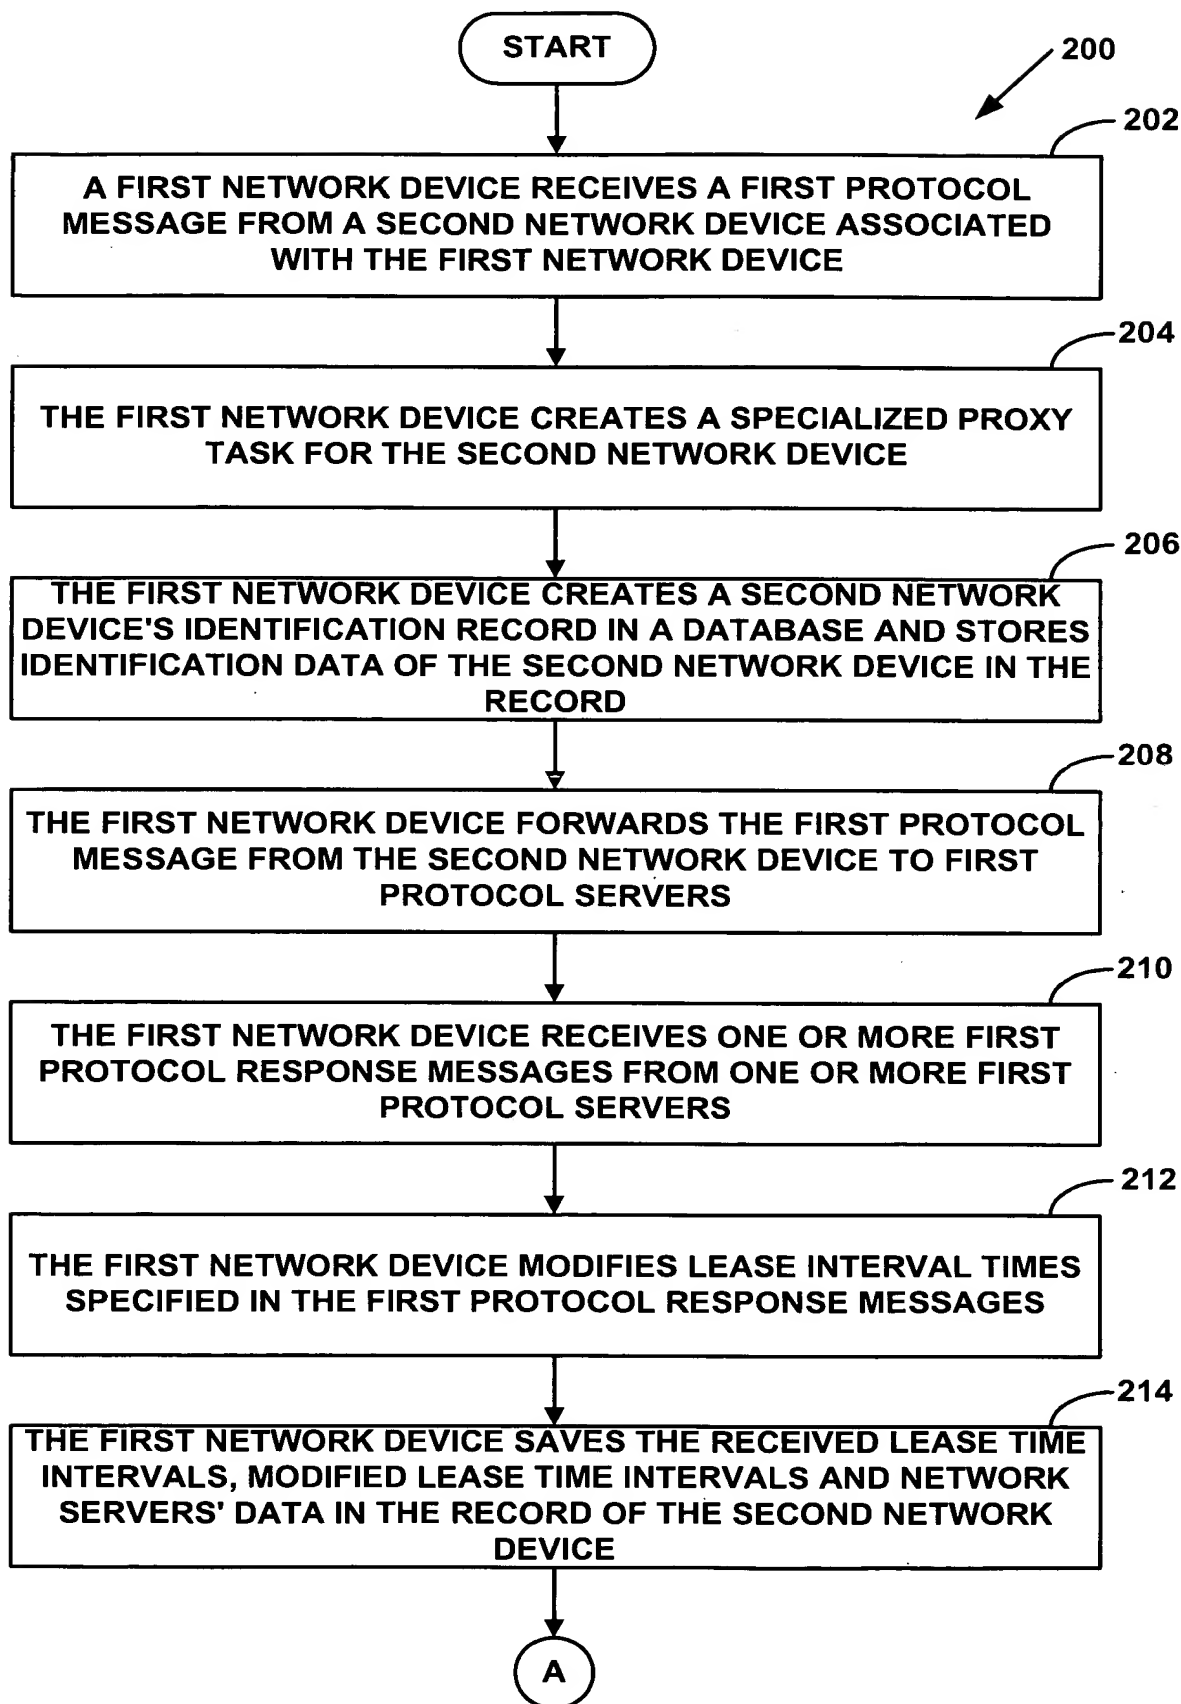 START
200
202
A FIRST NETWORK DEVICE RECEIVES A FIRST PROTOCOL
MESSAGE FROM A SECOND NETWORK DEVICE ASSOCIATED
WITH THE FIRST NETWORK DEVICE
204
THE FIRST NETWORK DEVICE CREATES A SPECIALIZED PROXY
TASK FOR THE SECOND NETWORK DEVICE
206
THE FIRST NETWORK DEVICE CREATES A SECOND NETWORK
DEVICE'S IDENTIFICATION RECORD IN A DATABASE AND STORES
IDENTIFICATION DATA OF THE SECOND NETWORK DEVICE IN THE
RECORD
208
THE FIRST NETWORK DEVICE FORWARDS THE FIRST PROTOCOL
MESSAGE FROM THE SECOND NETWORK DEVICE TO FIRST
PROTOCOL SERVERS
210
THE FIRST NETWORK DEVICE RECEIVES ONE OR MORE FIRST
PROTOCOL RESPONSE MESSAGES FROM ONE OR MORE FIRST
PROTOCOL SERVERS
212
THE FIRST NETWORK DEVICE MODIFIES LEASE INTERVAL TIMES
SPECIFIED IN THE FIRST PROTOCOL RESPONSE MESSAGES
214
THE FIRST NETWORK DEVICE SAVES THE RECEIVED LEASE TIME
INTERVALS, MODIFIED LEASE TIME INTERVALS AND NETWORK
SERVERS' DATA IN THE RECORD OF THE SECOND NETWORK
DEVICE
A